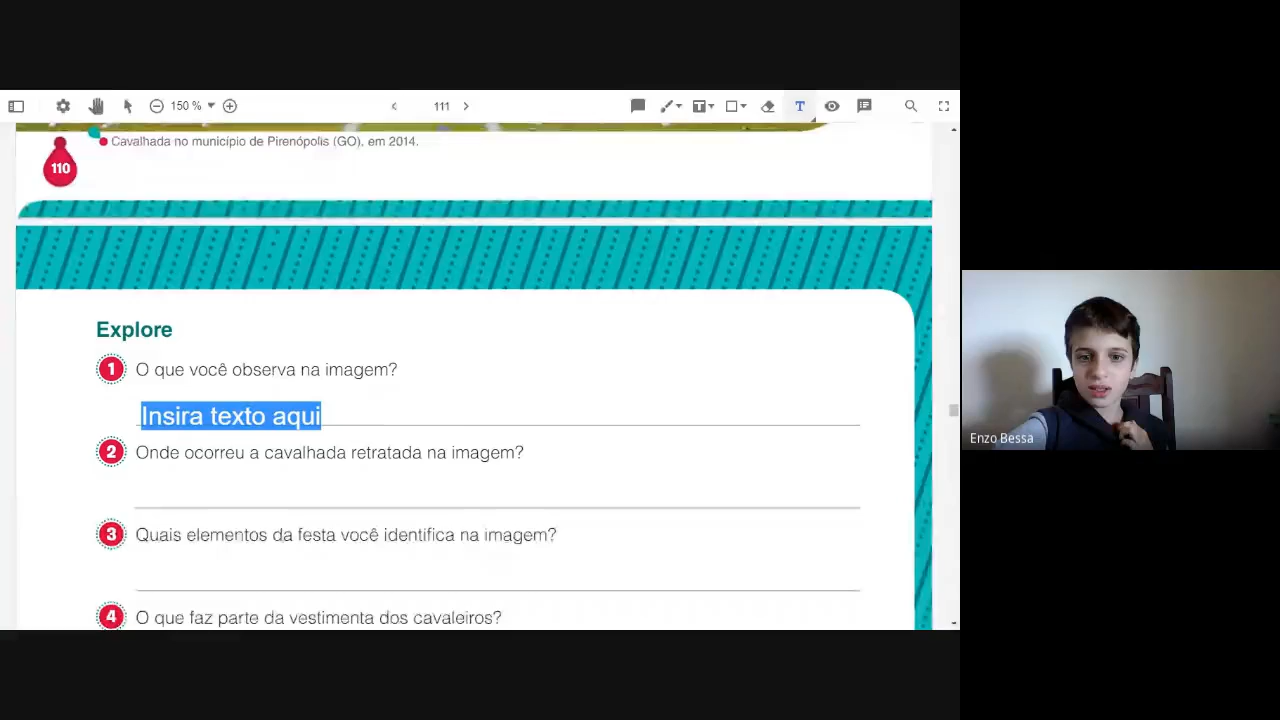 150 %
111
Cavalhada no município de Pirenópolis (GO), em 2014.
110
Explore
1 O que você observa na imagem?
Insira texto aqui
2 Onde ocorreu a cavalhada retratada na imagem?
3 Quais elementos da festa você identifica na imagem?
4 O que faz parte da vestimenta dos cavaleiros?
Enzo Bessa